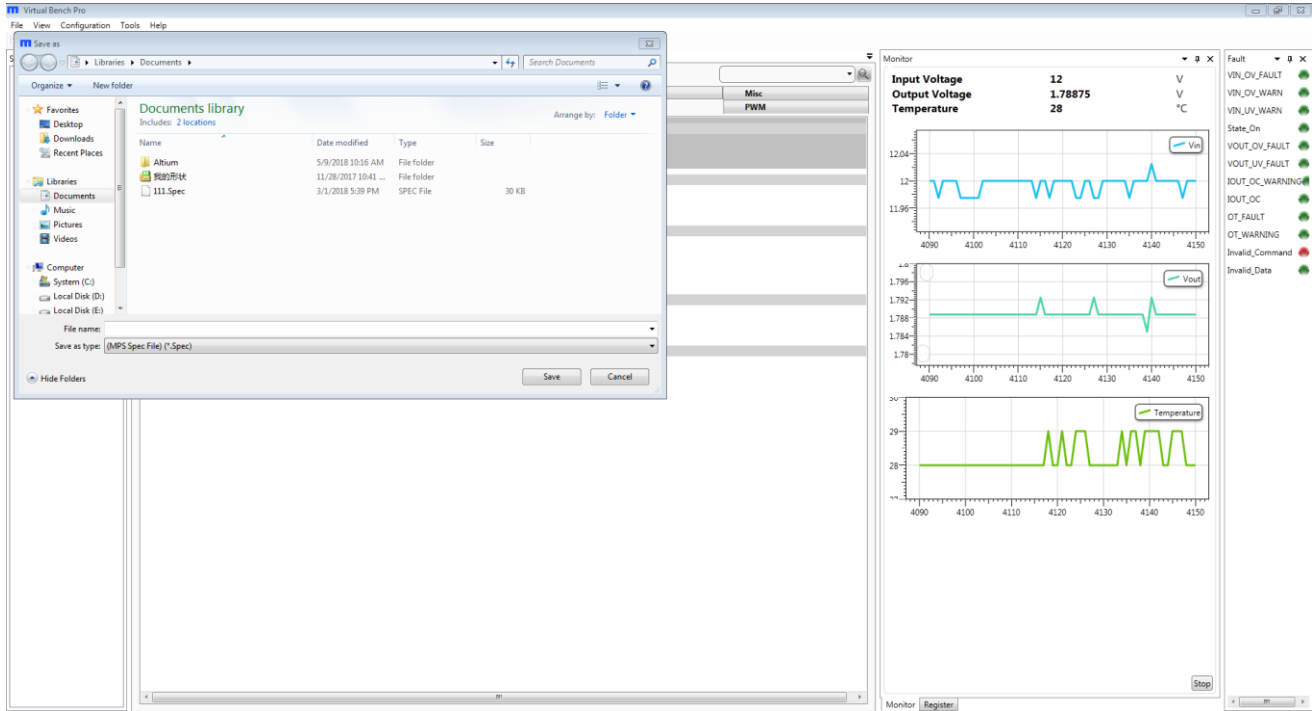 Virtual Bench Pro
File View Configuration Tools Help
Save as
Libraries Documents
Search Documents
Organize New folder
Favorites
Desktop
Downloads
Recent Places
Libraries
Documents
Music
Pictures
Videos
Computer
System (C:)
Local Disk (D:)
Local Disk (E:)
Documents library
Includes: 2 locations
Arrange by: Folder
Name Date modified Type Size
Altium 5/9/2018 10:16 AM File folder
我的形状 11/28/2017 10:41 ... File folder
111.Spec 3/1/2018 5:39 PM SPEC File 30 KB
File name:
Save as type: (MPS Spec File) (*.Spec)
Hide Folders Save Cancel
Misc
PWM
Monitor
Input Voltage 12 V
Output Voltage 1.78875 V
Temperature 28 °C
Vin
12.04
12
11.96
4090 4100 4110 4120 4130 4140 4150
Vout
1.8
1.796
1.792
1.788
1.784
1.78
4090 4100 4110 4120 4130 4140 4150
Temperature
30
29
28
27
4090 4100 4110 4120 4130 4140 4150
Stop
Monitor Register
Fault
VIN_OV_FAULT
VIN_OV_WARN
VIN_UV_WARN
State_On
VOUT_OV_FAULT
VOUT_UV_FAULT
IOUT_OC_WARNING
IOUT_OC
OT_FAULT
OT_WARNING
Invalid_Command
Invalid_Data